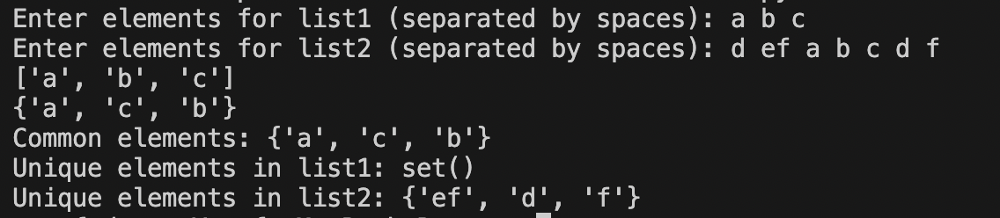 Enter elements for list1 (separated by spaces): a b c
Enter elements for list2 (separated by spaces): d ef a b c d f
['a', 'b', 'c']
{'a', 'c', 'b'}
Common elements: {'a', 'c', 'b'}
Unique elements in list1: set()
Unique elements in list2: {'ef', 'd', 'f'}